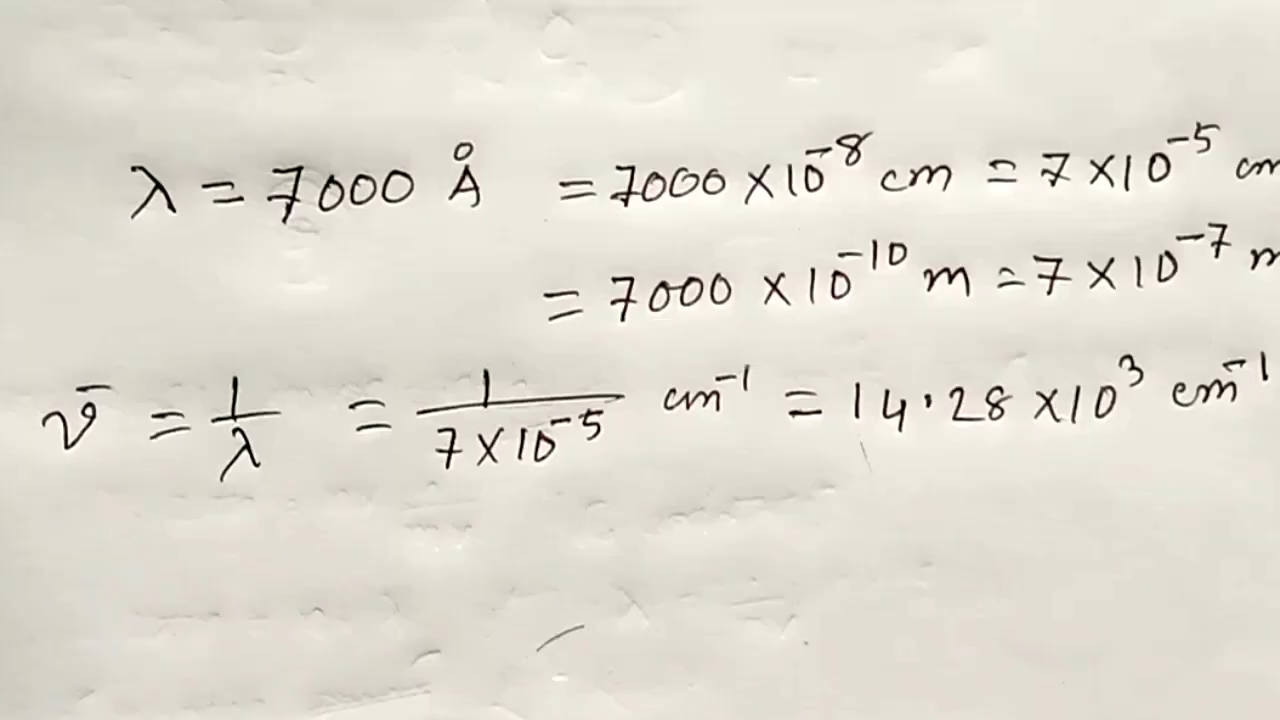 λ = 7000 Å = 7000 × 10⁻⁸ cm = 7 × 10⁻⁵ cm
= 7000 × 10⁻¹⁰ m = 7 × 10⁻⁷ m
ν̄ = 1/λ = 1/(7 × 10⁻⁵) cm⁻¹ = 14.28 × 10³ cm⁻¹